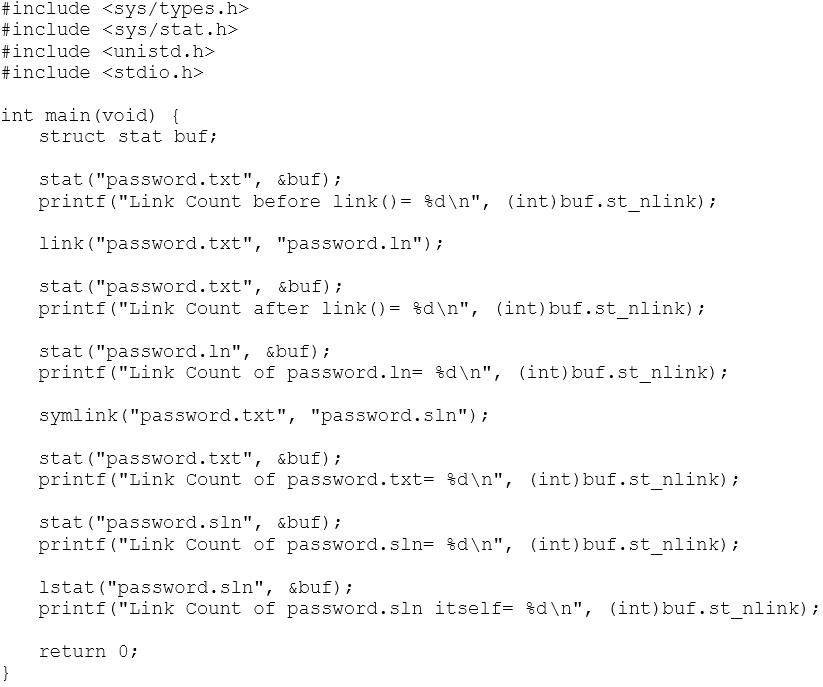 #include <sys/types.h>
#include <sys/stat.h>
#include <unistd.h>
#include <stdio.h>

int main(void) {
   struct stat buf;

   stat("password.txt", &buf);
   printf("Link Count before link()= %d\n", (int)buf.st_nlink);

   link("password.txt", "password.ln");

   stat("password.txt", &buf);
   printf("Link Count after link()= %d\n", (int)buf.st_nlink);

   stat("password.ln", &buf);
   printf("Link Count of password.ln= %d\n", (int)buf.st_nlink);

   symlink("password.txt", "password.sln");

   stat("password.txt", &buf);
   printf("Link Count of password.txt= %d\n", (int)buf.st_nlink);

   stat("password.sln", &buf);
   printf("Link Count of password.sln= %d\n", (int)buf.st_nlink);

   lstat("password.sln", &buf);
   printf("Link Count of password.sln itself= %d\n", (int)buf.st_nlink);

   return 0;
}